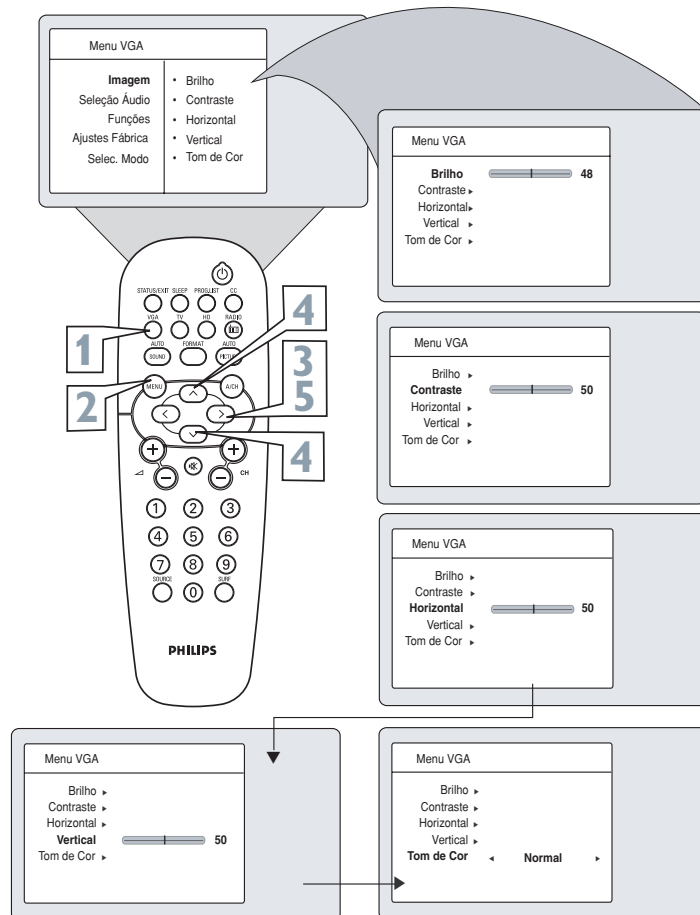 Menu VGA
Imagem
Seleção Áudio
Funções
Ajustes Fábrica
Selec. Modo
• Brilho
• Contraste
• Horizontal
• Vertical
• Tom de Cor
Menu VGA
Brilho 48
Contraste
Horizontal
Vertical
Tom de Cor
STATUS/EXIT SLEEP PROG.LIST CC
VGA TV HD RADIO
AUTO FORMAT AUTO
SOUND PICTURE
MENU A/CH
1
2
4
3
5
4
CH
1 2 3
4 5 6
7 8 9
SOURCE 0 SURF
PHILIPS
Menu VGA
Brilho
Contraste 50
Horizontal
Vertical
Tom de Cor
Menu VGA
Brilho
Contraste
Horizontal 50
Vertical
Tom de Cor
Menu VGA
Brilho
Contraste
Horizontal
Vertical 50
Tom de Cor
Menu VGA
Brilho
Contraste
Horizontal
Vertical
Tom de Cor Normal